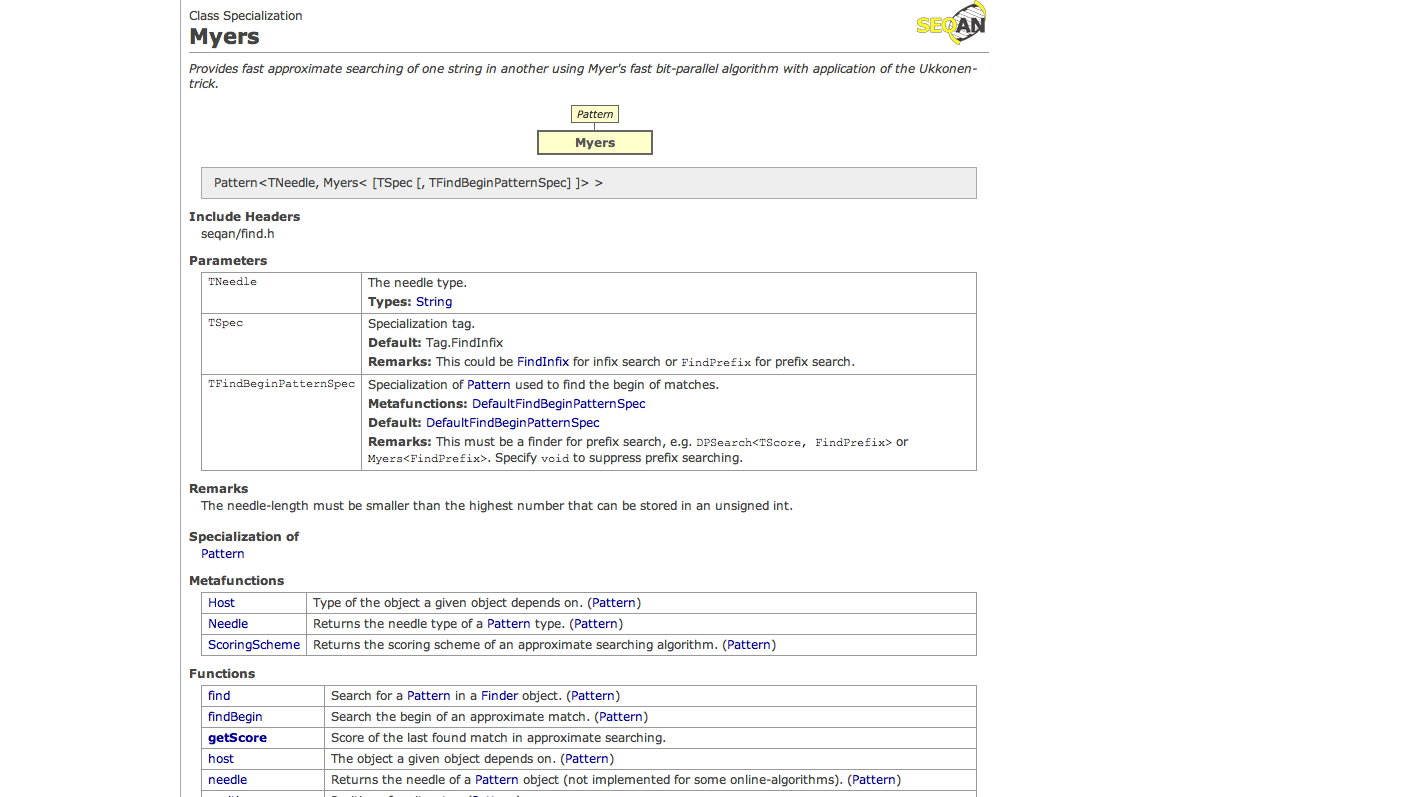 Class Specialization
Myers
SEQAN
Provides fast approximate searching of one string in another using Myer's fast bit-parallel algorithm with application of the Ukkonen-
trick.
Pattern
Myers
Pattern<TNeedle, Myers< [TSpec [, TFindBeginPatternSpec] ]> >
Include Headers
seqan/find.h
Parameters
TNeedle The needle type.
Types: String
TSpec Specialization tag.
Default: Tag.FindInfix
Remarks: This could be FindInfix for infix search or FindPrefix for prefix search.
TFindBeginPatternSpec Specialization of Pattern used to find the begin of matches.
Metafunctions: DefaultFindBeginPatternSpec
Default: DefaultFindBeginPatternSpec
Remarks: This must be a finder for prefix search, e.g. DPSearch<TScore, FindPrefix> or
Myers<FindPrefix>. Specify void to suppress prefix searching.
Remarks
The needle-length must be smaller than the highest number that can be stored in an unsigned int.
Specialization of
Pattern
Metafunctions
Host Type of the object a given object depends on. (Pattern)
Needle Returns the needle type of a Pattern type. (Pattern)
ScoringScheme Returns the scoring scheme of an approximate searching algorithm. (Pattern)
Functions
find Search for a Pattern in a Finder object. (Pattern)
findBegin Search the begin of an approximate match. (Pattern)
getScore Score of the last found match in approximate searching.
host The object a given object depends on. (Pattern)
needle Returns the needle of a Pattern object (not implemented for some online-algorithms). (Pattern)